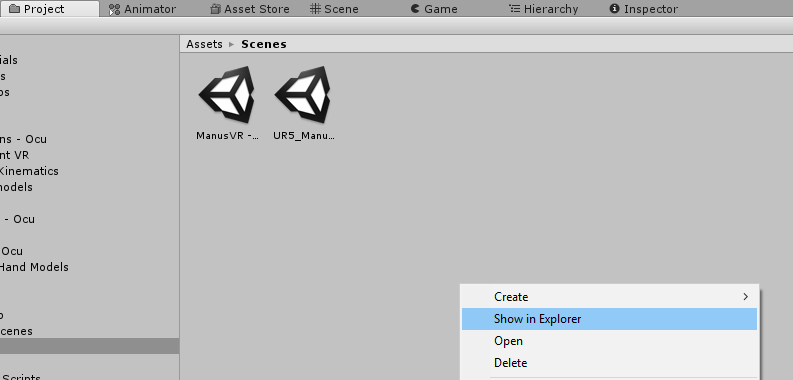 Project Animator Asset Store Scene Game Hierarchy Inspector
Assets ▸ Scenes
ials
s
os
ns - Ocu
nt VR
Kinematics
models
- Ocu
Ocu
Hand Models
o
cenes
Scripts
ManusVR -... UR5_Manu...
Create
Show in Explorer
Open
Delete